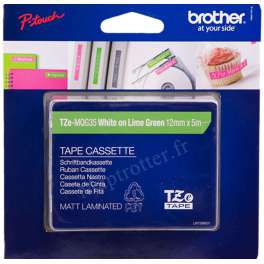 P-touch
brother
at your side
TZe-MQG35 White on Lime Green 12mm x 5m
TAPE CASSETTE
Schriftbandkassette
Ruban Cassette
Cassetta Nastro
Casete de Cinta
Cassete de Fita
MATT LAMINATED
TZe
TAPE